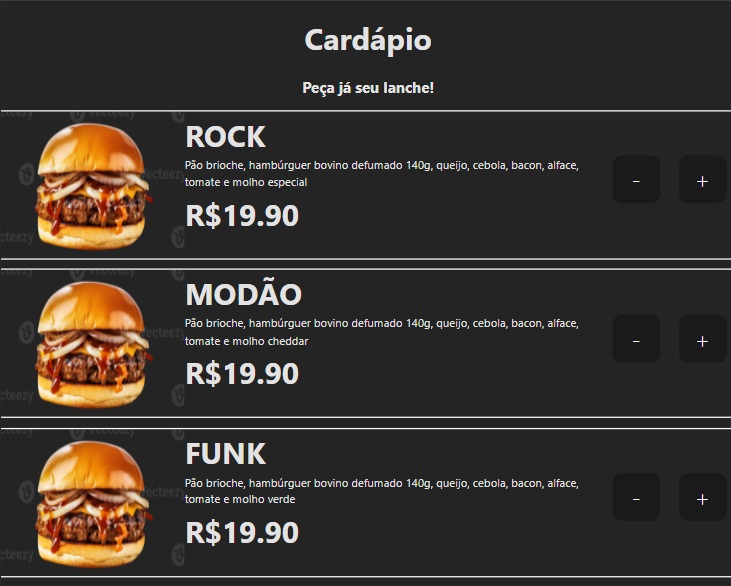 Cardápio
Peça já seu lanche!
ROCK
Pão brioche, hambúrguer bovino defumado 140g, queijo, cebola, bacon, alface,
tomate e molho especial
R$19.90
-
+
MODÃO
Pão brioche, hambúrguer bovino defumado 140g, queijo, cebola, bacon, alface,
tomate e molho cheddar
R$19.90
-
+
FUNK
Pão brioche, hambúrguer bovino defumado 140g, queijo, cebola, bacon, alface,
tomate e molho verde
R$19.90
-
+